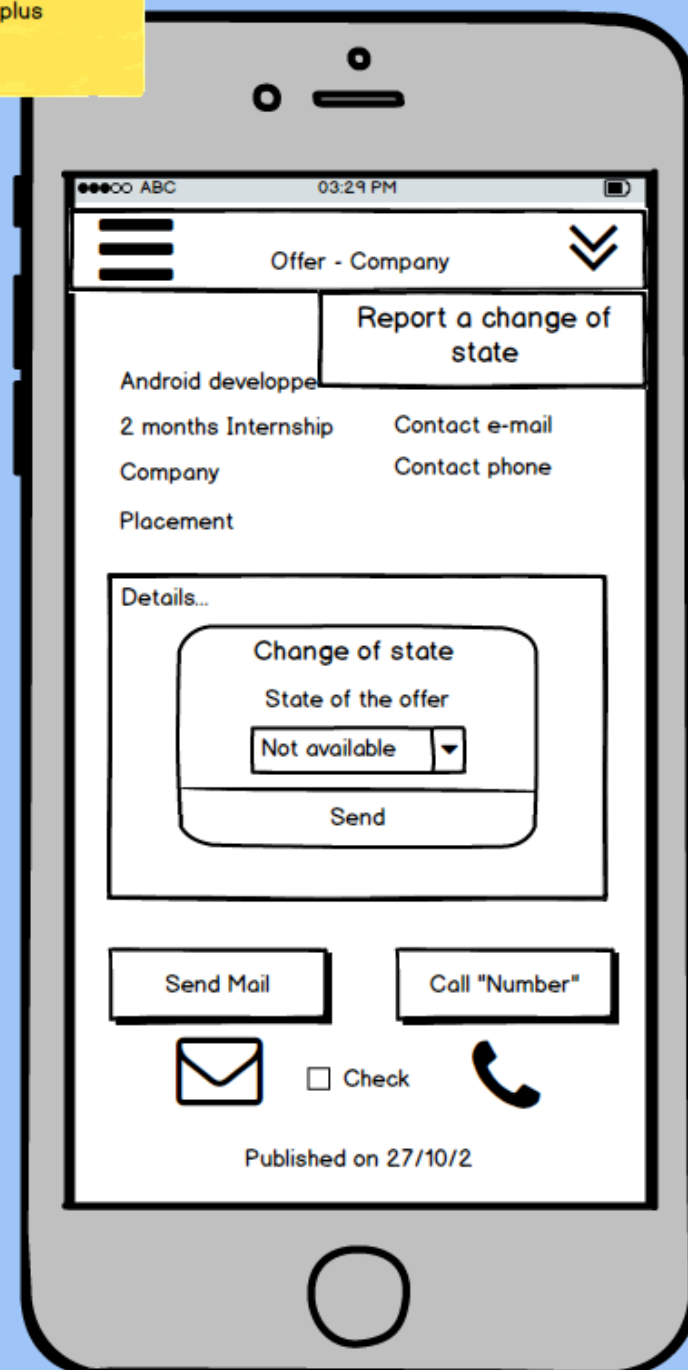 plus
ABC 03:29 PM
Offer - Company
Report a change of
state
Android developpe
2 months Internship
Contact e-mail
Company
Contact phone
Placement
Details...
Change of state
State of the offer
Not available
Send
Send Mail
Call "Number"
Check
Published on 27/10/2